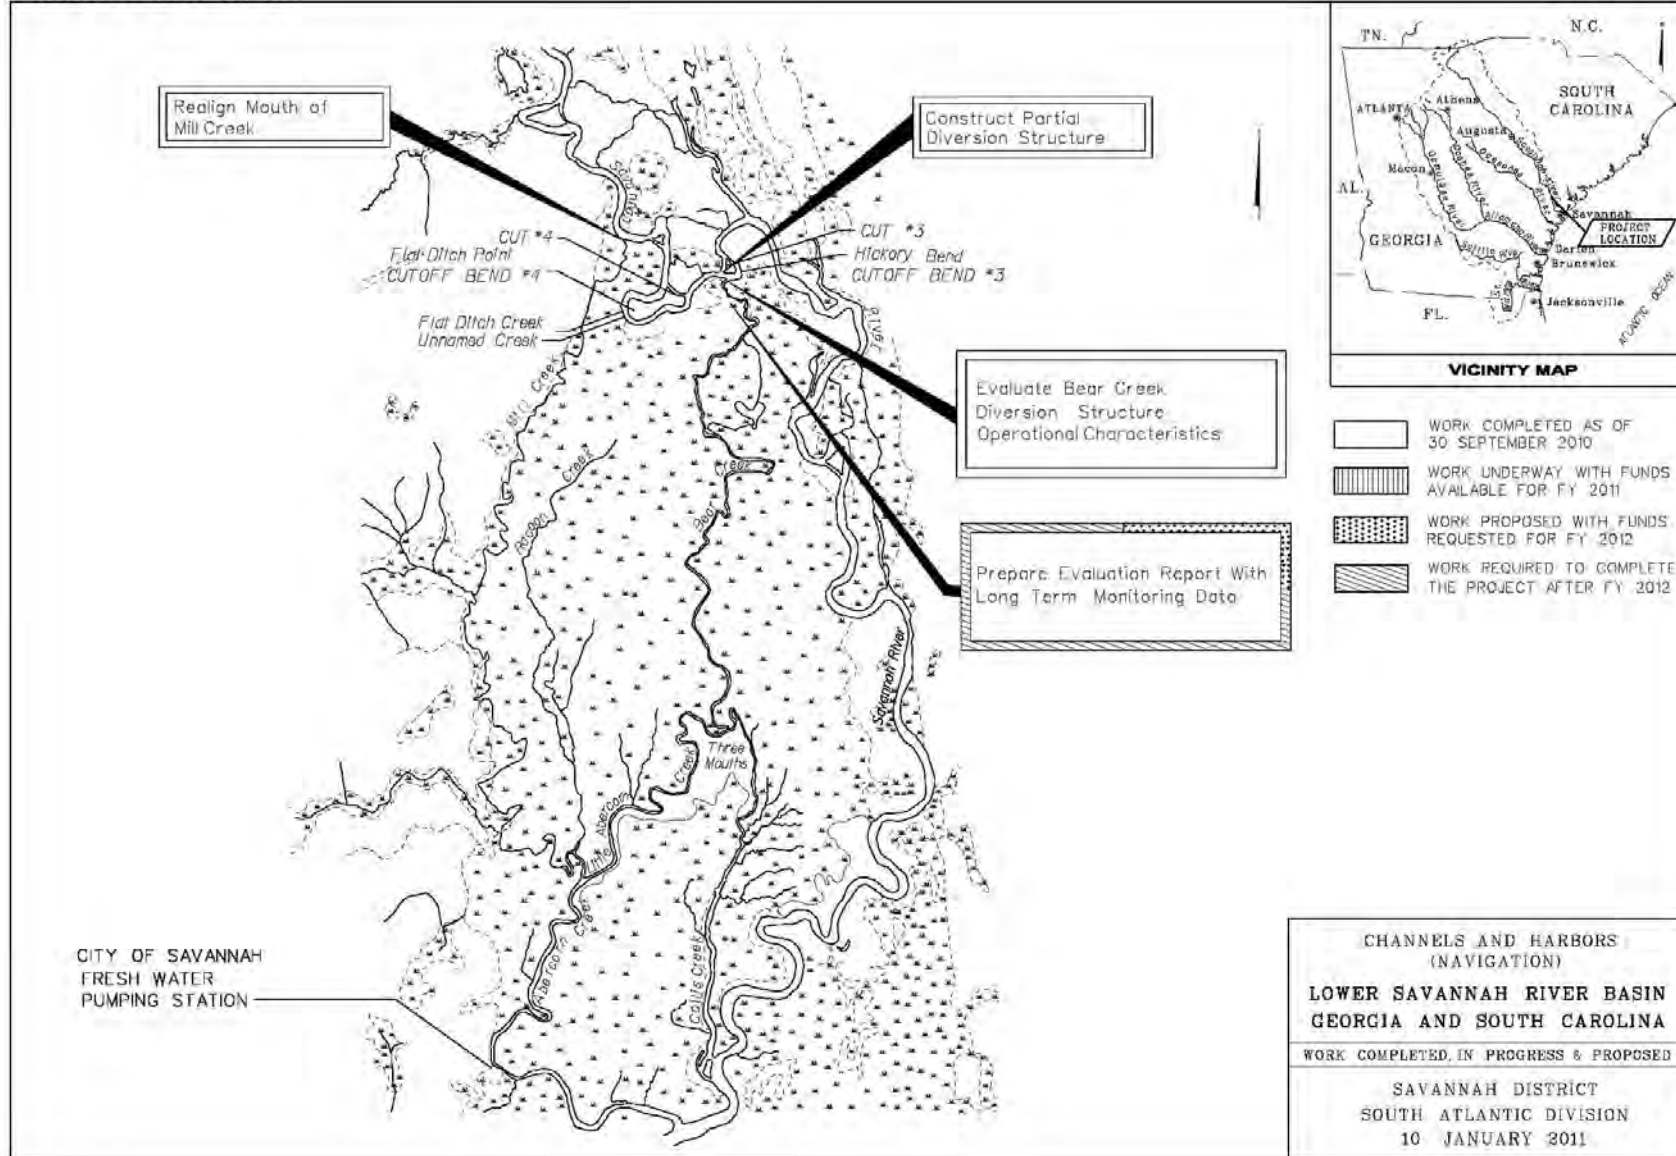 Realign Mouth of
Mill Creek
Construct Partial
Diversion Structure
CUT #4
Flat Ditch Point
CUTOFF BEND #4
Flat Ditch Creek
Unnamed Creek
CUT #3
Hickory Bend
CUTOFF BEND #3
River
Mill Creek
Raccon Creek
Bear
Creek
Evaluate Bear Creek
Diversion Structure
Operational Characteristics
Prepare Evaluation Report With
Long Term Monitoring Data
Savannah River
Three
Mouths
Little Abercorn Creek
Abercorn Creek
Collis Creek
CITY OF SAVANNAH
FRESH WATER
PUMPING STATION
TN.
N.C.
SOUTH
CAROLINA
ATLANTA
Athens
Augusta
Macon
AL.
Savannah
PROJECT
LOCATION
GEORGIA
Darien
Brunswick
Jacksonville
FL.
ATLANTIC OCEAN
VICINITY MAP
WORK COMPLETED AS OF
30 SEPTEMBER 2010
WORK UNDERWAY WITH FUNDS
AVAILABLE FOR FY 2011
WORK PROPOSED WITH FUNDS
REQUESTED FOR FY 2012
WORK REQUIRED TO COMPLETE
THE PROJECT AFTER FY 2012
CHANNELS AND HARBORS
(NAVIGATION)
LOWER SAVANNAH RIVER BASIN
GEORGIA AND SOUTH CAROLINA
WORK COMPLETED, IN PROGRESS & PROPOSED
SAVANNAH DISTRICT
SOUTH ATLANTIC DIVISION
10 JANUARY 2011